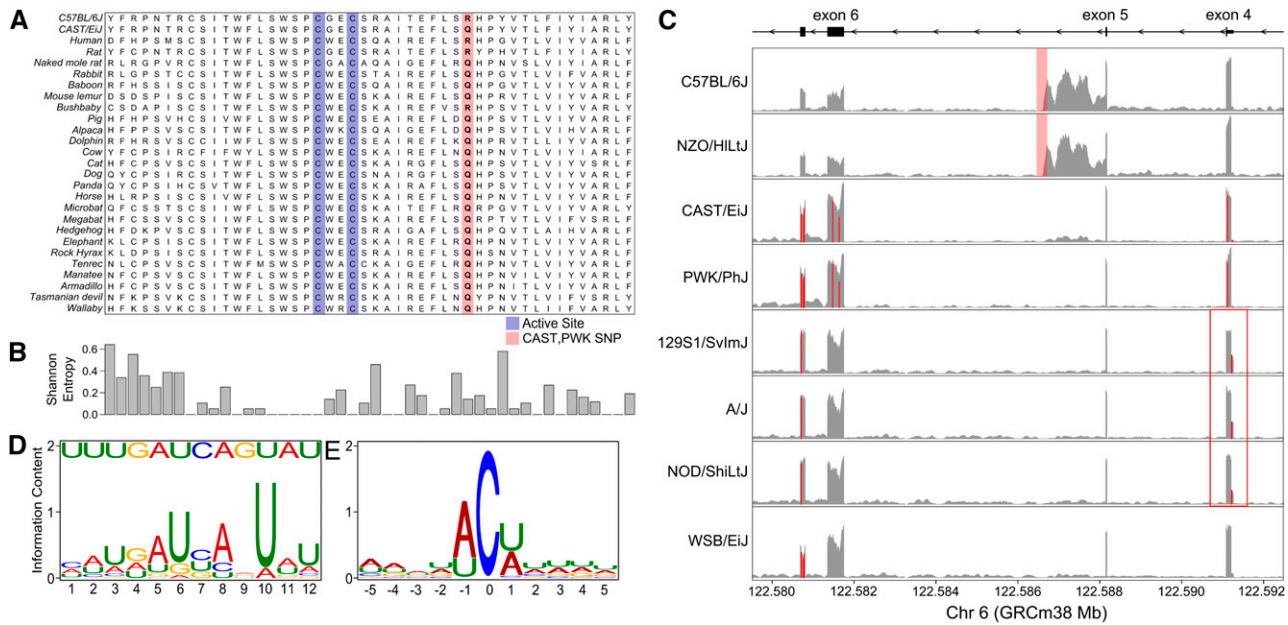 A
C57BL/6J Y F R P N T R C S I T W F L S W S P C G E C S R A I T E F L S R H P Y V T L F I Y I A R L Y
CAST/EiJ Y F R P N T R C S I T W F L S W S P C G E C S R A I T E F L S Q H P Y V T L F I Y I A R L Y
Human D F H P S M S C S I T W F L S W S P C W E C S Q A I R E F L S Q H P G V T L V I Y V A R L F
Rat Y F C P N T R C S I T W F L S W S P C G E C S R A I G E F L S R Y P H V T L F I Y I A R L Y
Naked mole rat R L R G P V R C S I T W F L S W S P C G A C A Q A I R G F L R Q H P N V S L V I Y V A R L
Rabbit R L G P S T C C S I T W F L S W S P C W E C S T A I R E F L S Q H P G V T L V I F V A R L F
Baboon R F H S S I S C S I T W F L S W S P C W E C S Q A I R E F L S Q H P G V T L V I Y V A R L F
Mouse lemur D S D S P I S C S I T W F L S W S P C W E C S K A I R E F L S Q H P N V T L V I Y V A R L F
Bushbaby C S D A P I S C S I T W F L S W S P C W E C S E A I R E F L S R H P S V V L V I Y V S R L Y
Pig H F H P S V H C S I V W F L S W S P C W E C S E A I R E F L D Q H P S V T L V I Y V A R L F
Alpaca H F P P S V S C S I T W F L S W S P C W K C S Q A I G E F L D Q H P S V T L V I H V A R L F
Dolphin R F H R S V S C C I I W F L S W S P C W K C S E A I R E F L D Q H P N V T L V I Y V A R L F
Cow Y F C P S I R C F I F W Y L S W S P C W E C S K A I R E F L S Q H P N V T L V I Y V A R L F
Cat F C P S V S C S I T W F L S W S P C W E C S K A I R G F L S Q H P N V T L V I Y A A R L F
Dog Q Y C P S V S C S I T W F L S W S P C W E C S K A I R E F L S Q H P N V T L V I Y A A R L F
Panda Q Y C P S I H C S V T W F L S W S P C W E C S K A I R A F L S Q H P N V T L V I Y A A R L F
Horse H L R P S I S C S I T W F L S W S P C W E C S K A I R E F L S Q H P N V T L V I Y V A R L F
Microbat Q F C S S T S C S I I W F L S W S P C W E C S K A I T E F L R Q R P G V T L V I Y V A R L Y
Megabat H F C S S V S C S I I W F L S W S P C W E C S K A I T E F L R Q H P T V T L V I F V S R L Y
Hedgehog H F D K P V S C S I T W F L S W S P C W E C S R A I G A F L S Q H P Q V T L V I Y V A R L F
Elephant K L C P S I S C S I T W F L S W S P C W E C S K A I R E F L R Q H P N V T L V I Y V A R L F
Rock Hyrax N L D P S I S C S I T W F L S W S P C W E C S K A I R E F L S Q H P N V T L V I Y V A R L F
Tenrec N L C P S V S C S I T W F M S W S P C W A C S K A I R E F L R Q H P N V T L V I Y V A R L F
Manatee N F C P S I S C S I T W F L S W S P C W E C S K A I R E F L S Q H P N V T L V I Y V A R L F
Armadillo H F C P S V S C S I T W F L S W S P C W E C S K A I R E F L S Q H P N I T L V I Y V A R L F
Tasmanian devil N F K P S V K C S I T W F L S W S P C W R C S K A I R E F L N Q Y P N V T L V I F V S R L Y
Wallaby H F K S S V K C S I T W F L S W S P C W R C S K A I R E F L N Q H P N V T L I I F V S R L Y
Active Site
CAST,PWK SNP
B
Shannon Entropy
0.6
0.4
0.2
0.0
D
UUUGAUCAGUAU
Information Content
2
1
0
1 2 3 4 5 6 7 8 9 10 11 12
E
2
1
0
AC
-5 -4 -3 -2 -1 0 1 2 3 4 5
C
exon 6 exon 5 exon 4
C57BL/6J
NZO/HlLtJ
CAST/EiJ
PWK/PhJ
129S1/SvImJ
A/J
NOD/ShiLtJ
WSB/EiJ
122.580 122.582 122.584 122.586 122.588 122.590 122.592
Chr 6 (GRCm38 Mb)